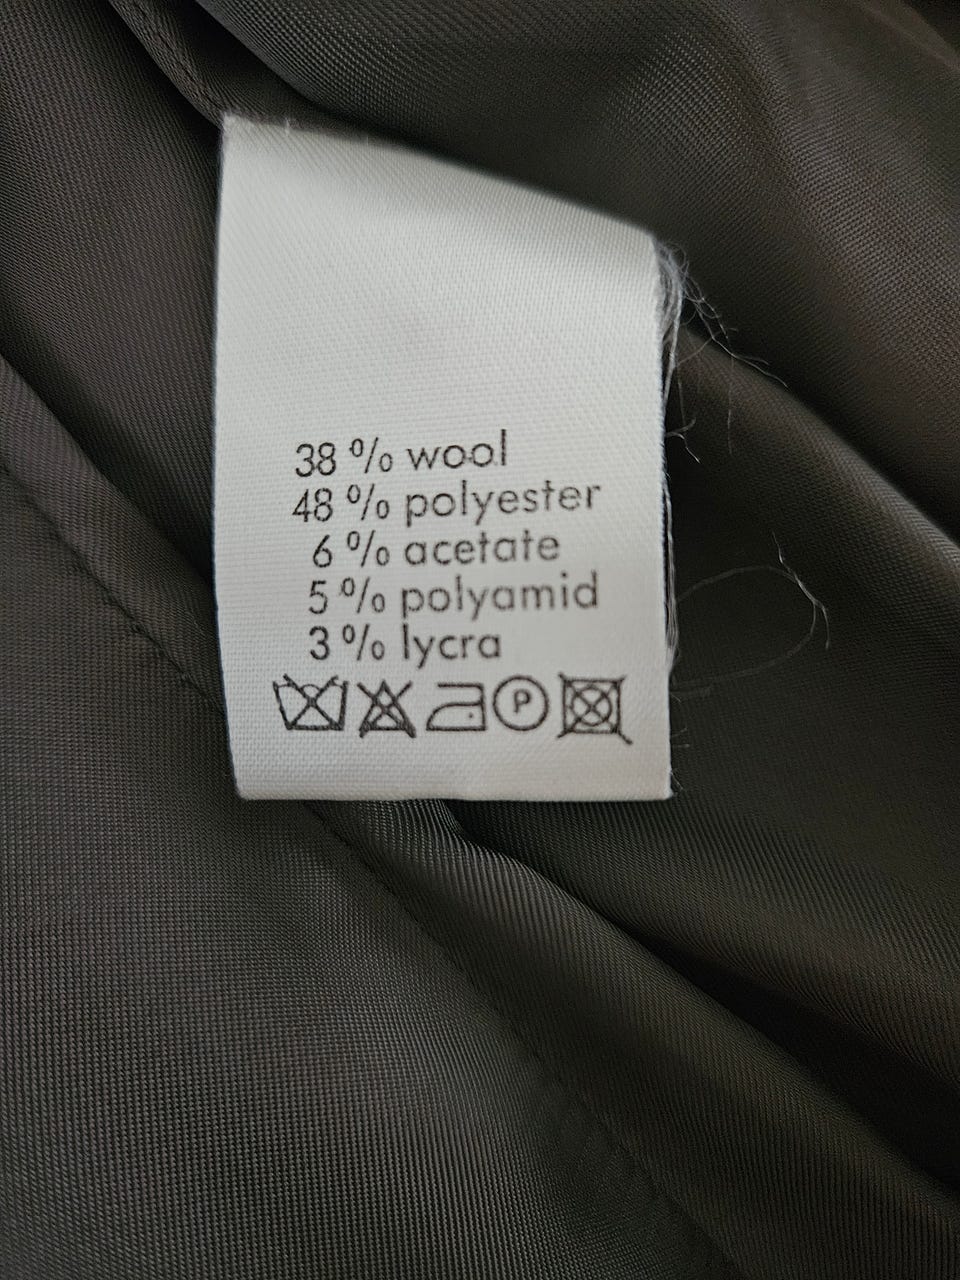 38 % wool
48 % polyester
6 % acetate
5 % polyamid
3 % lycra
P